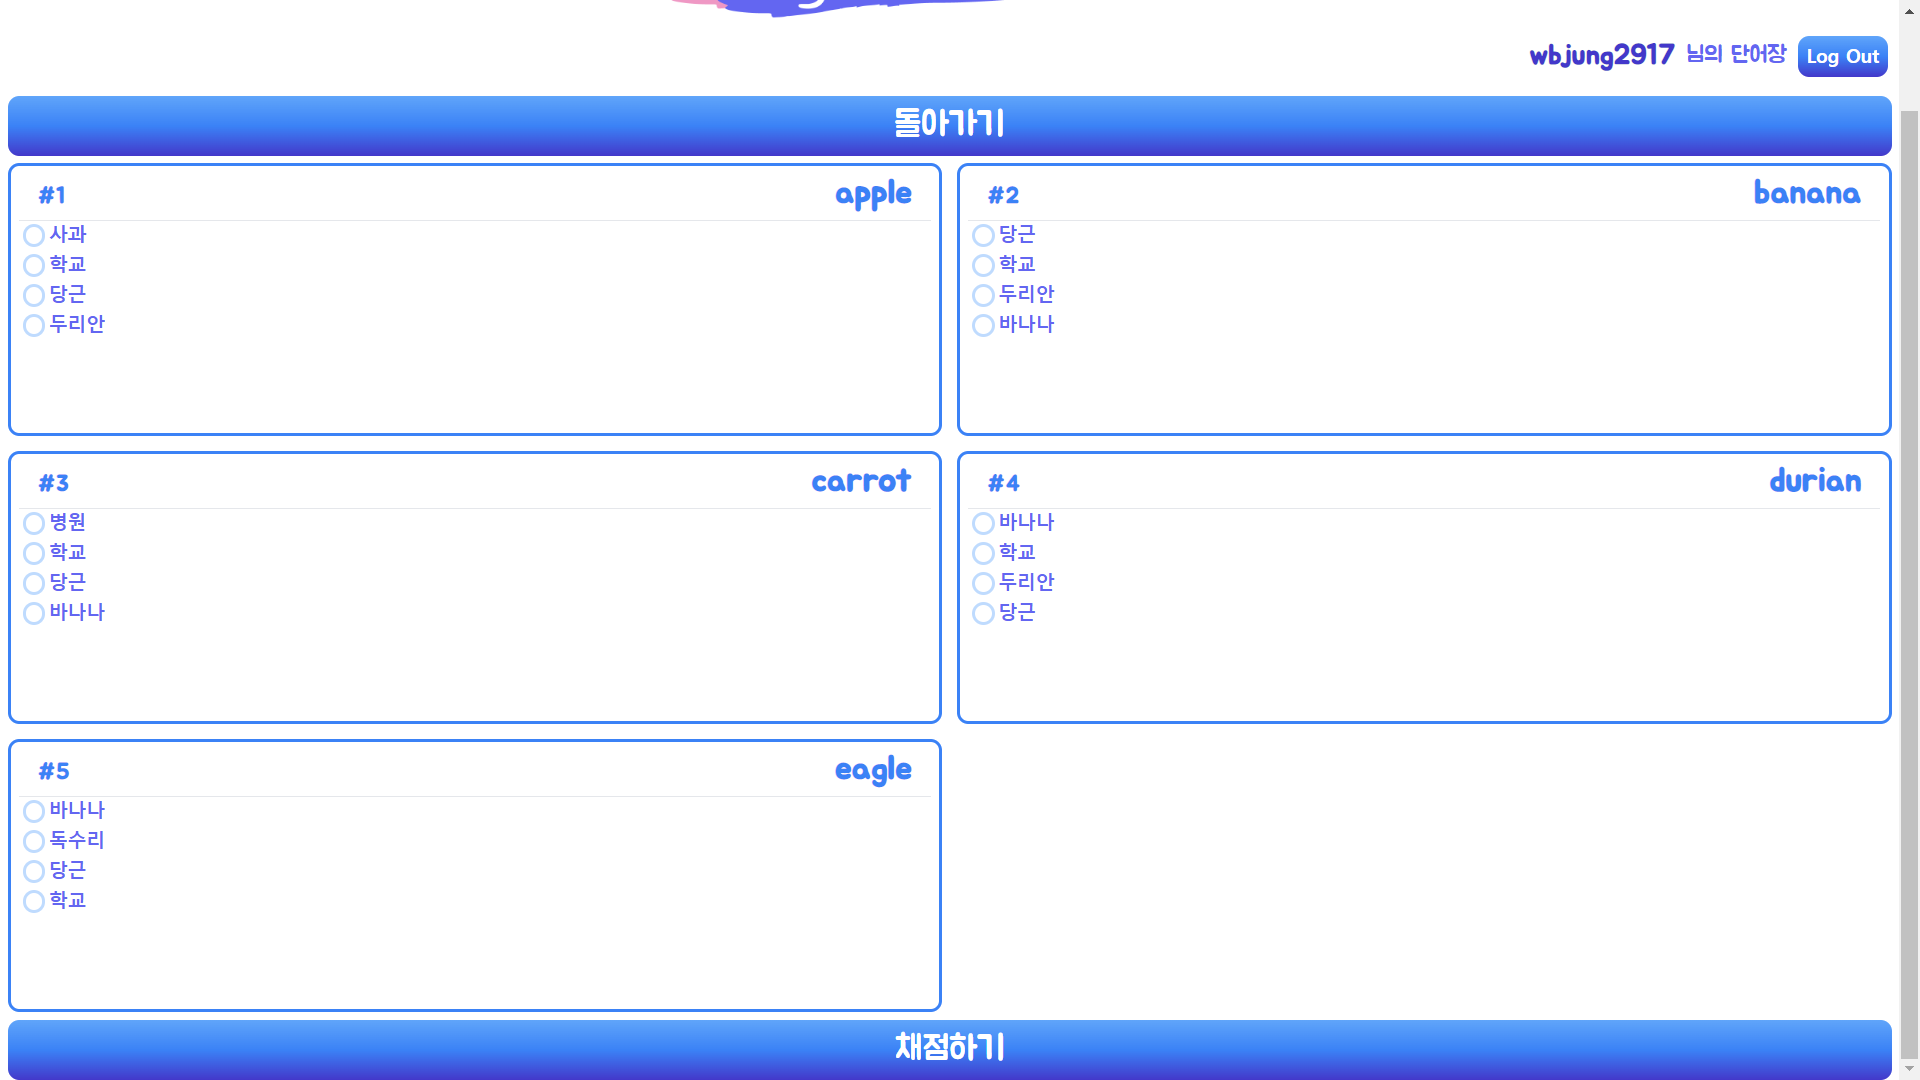 wbjung2917 님의 단어장 Log Out
돌아가기
#1 apple
사과
학교
당근
두리안
#2 banana
당근
학교
두리안
바나나
#3 carrot
병원
학교
당근
바나나
#4 durian
바나나
학교
두리안
당근
#5 eagle
바나나
독수리
당근
학교
채점하기